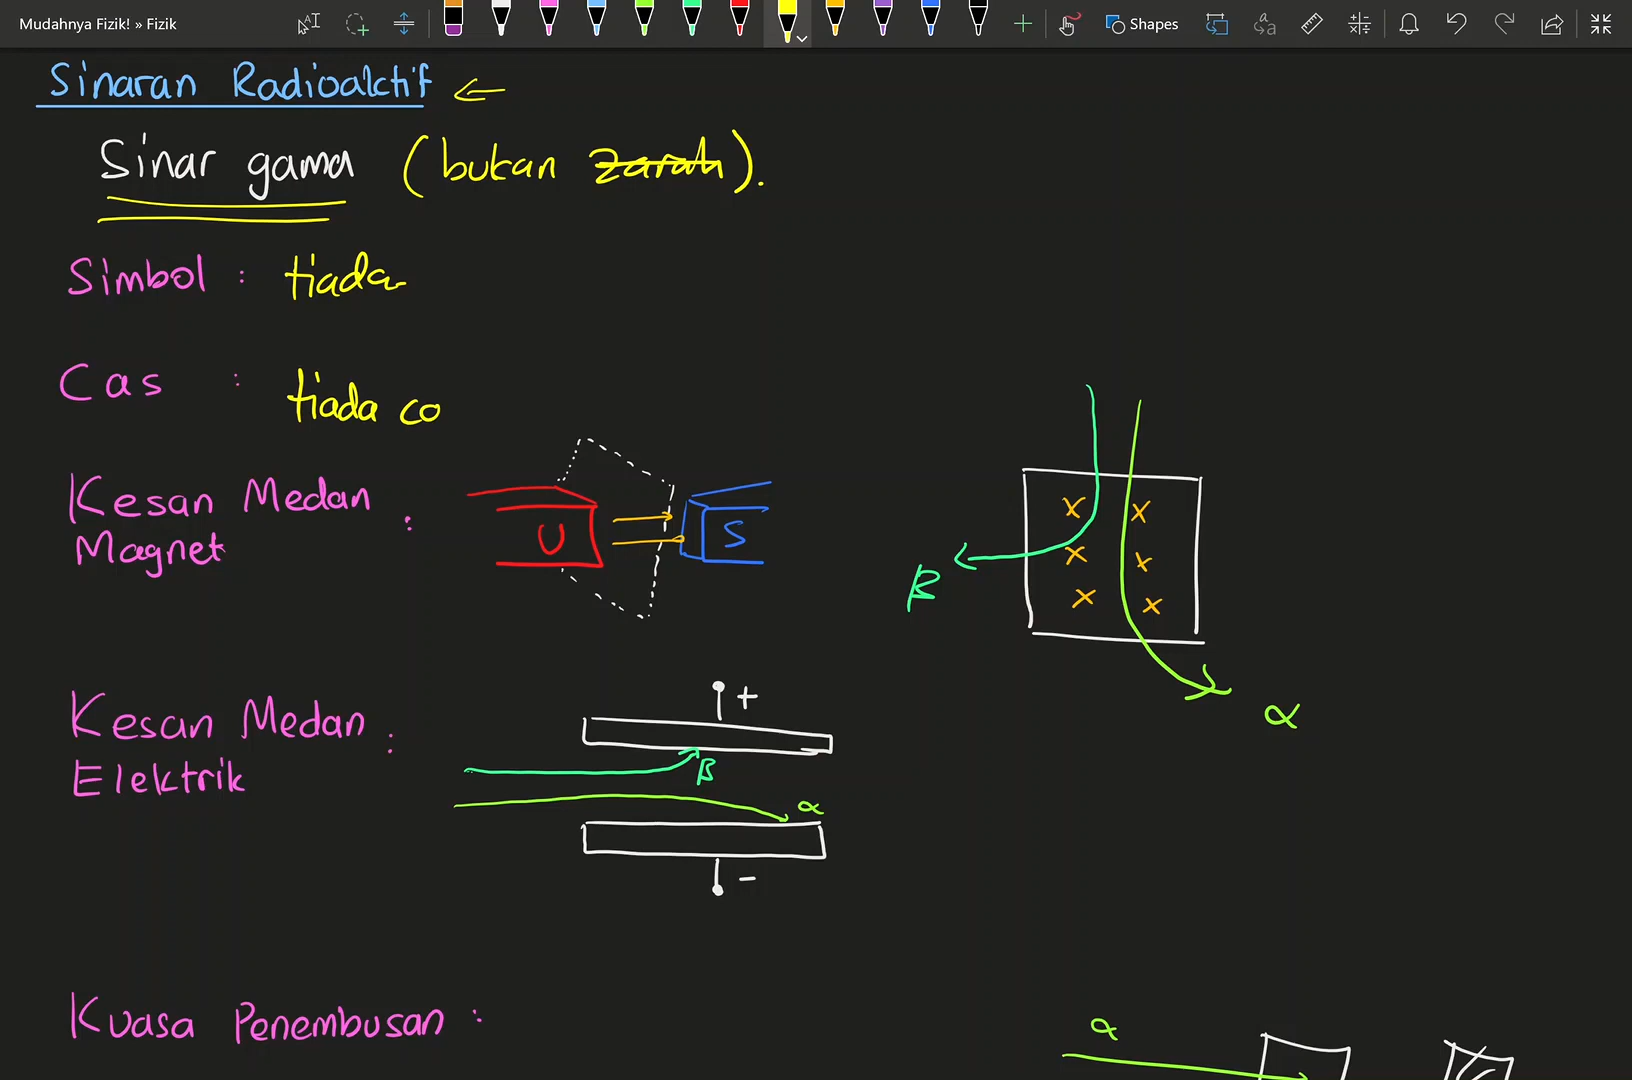 Mudahnya Fizik! » Fizik
Shapes
Sinaran Radioaktif
Sinar gama (bukan zarah).
Simbol : tiada
Cas : tiada ca
Kesan Medan
Magnet :
U S
x x
x x
x x
β
α
Kesan Medan
Elektrik :
+
β
α
-
Kuasa Penembusan :
α